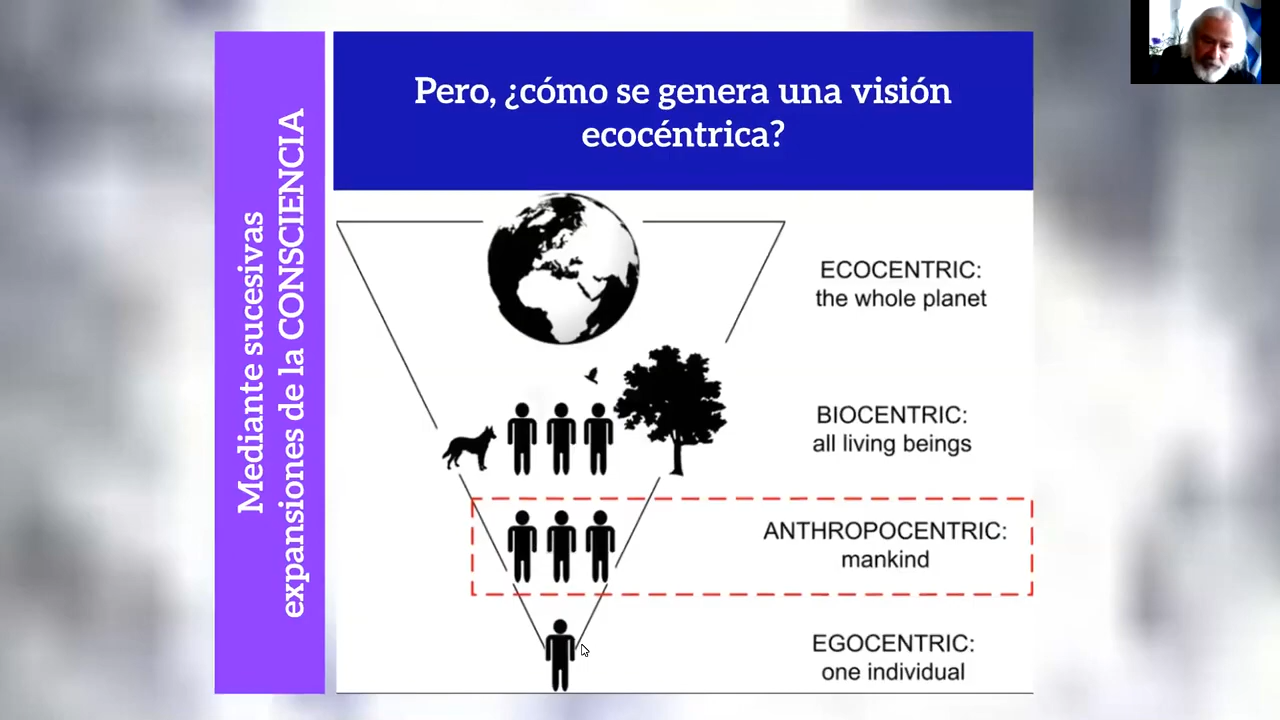 Pero, ¿cómo se genera una visión
ecocéntrica?
Mediante sucesivas
expansiones de la CONSCIENCIA
ECOCENTRIC:
the whole planet
BIOCENTRIC:
all living beings
ANTHROPOCENTRIC:
mankind
EGOCENTRIC:
one individual